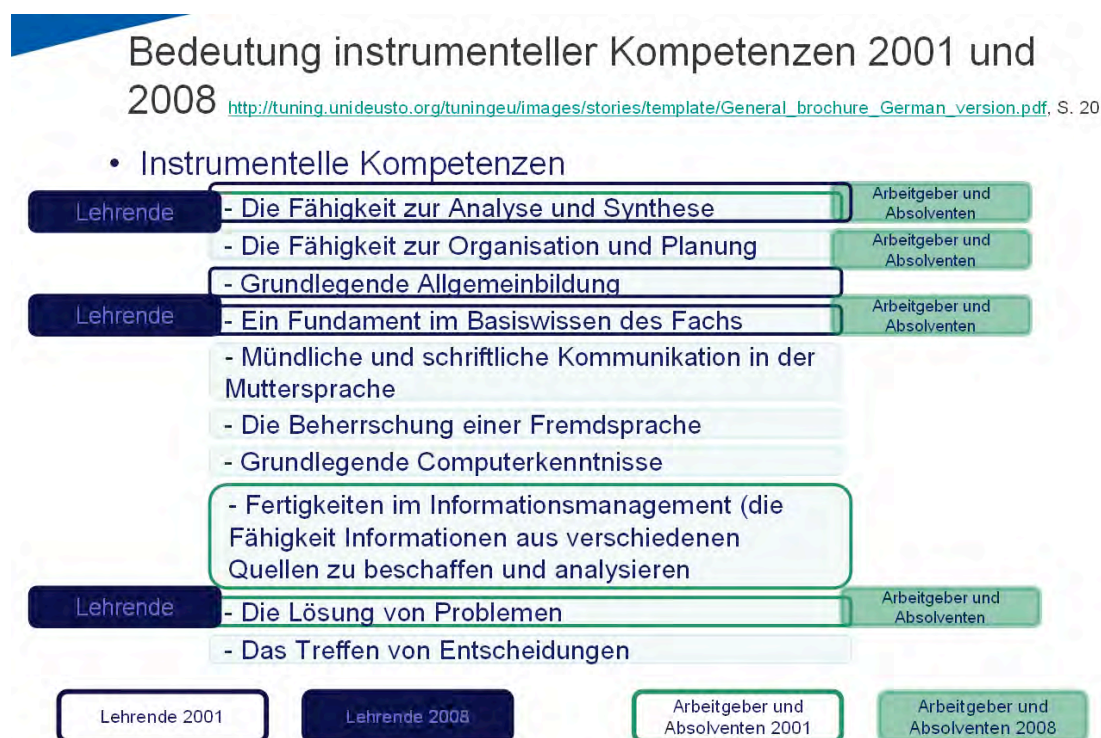 Bedeutung instrumenteller Kompetenzen 2001 und
2008 http://tuning.unideusto.org/tuningeu/images/stories/template/General_brochure_German_version.pdf, S. 20
• Instrumentelle Kompetenzen
Lehrende
- Die Fähigkeit zur Analyse und Synthese
Arbeitgeber und
Absolventen
- Die Fähigkeit zur Organisation und Planung
Arbeitgeber und
Absolventen
- Grundlegende Allgemeinbildung
Lehrende
- Ein Fundament im Basiswissen des Fachs
Arbeitgeber und
Absolventen
- Mündliche und schriftliche Kommunikation in der
Muttersprache
- Die Beherrschung einer Fremdsprache
- Grundlegende Computerkenntnisse
- Fertigkeiten im Informationsmanagement (die
Fähigkeit Informationen aus verschiedenen
Quellen zu beschaffen und analysieren
Lehrende
- Die Lösung von Problemen
Arbeitgeber und
Absolventen
- Das Treffen von Entscheidungen
Lehrende 2001
Lehrende 2008
Arbeitgeber und
Absolventen 2001
Arbeitgeber und
Absolventen 2008